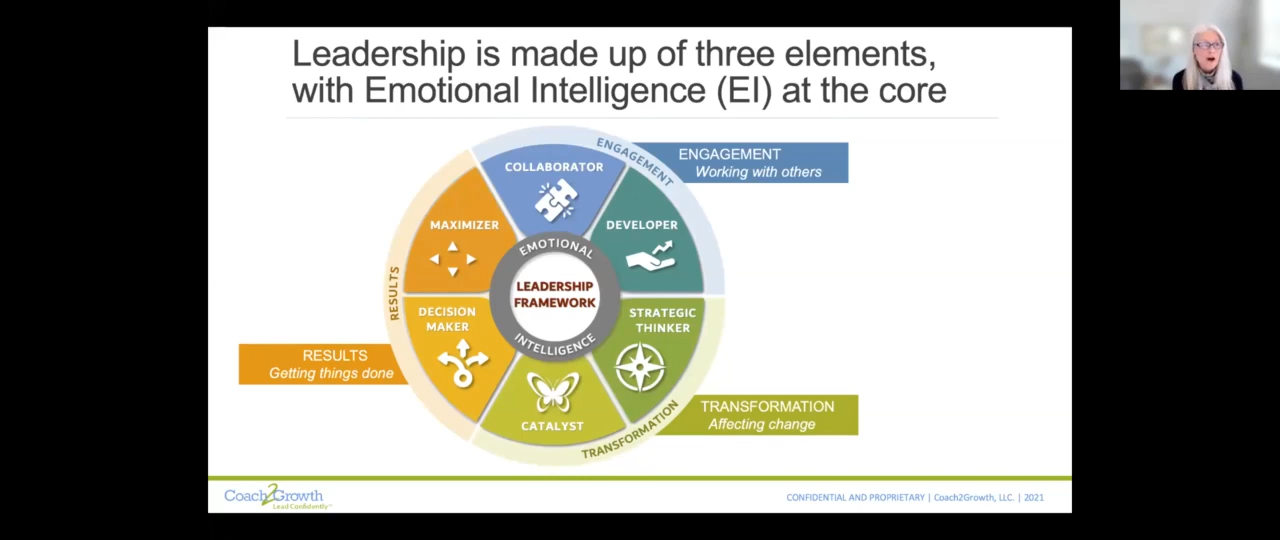 Leadership is made up of three elements,
with Emotional Intelligence (EI) at the core
ENGAGEMENT
COLLABORATOR
ENGAGEMENT
Working with others
MAXIMIZER
DEVELOPER
EMOTIONAL
LEADERSHIP
FRAMEWORK
INTELLIGENCE
RESULTS
DECISION
MAKER
STRATEGIC
THINKER
RESULTS
Getting things done
CATALYST
TRANSFORMATION
TRANSFORMATION
Affecting change
Coach2Growth
Lead Confidently™
CONFIDENTIAL AND PROPRIETARY | Coach2Growth, LLC. | 2021